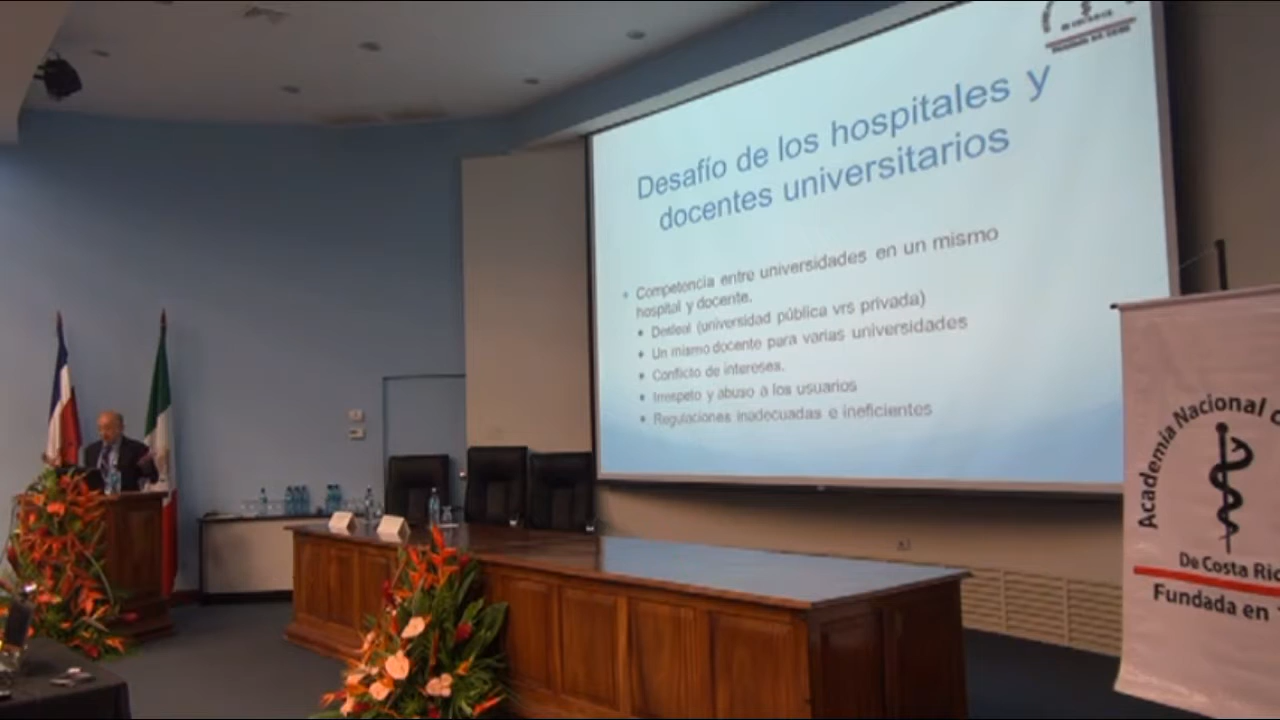 Desafío de los hospitales y
docentes universitarios
• Competencia entre universidades en un mismo
hospital y docente.
• Desleal (universidad pública vrs privada)
• Un mismo docente para varias universidades
• Conflicto de intereses.
• Irrespeto y abuso a los usuarios
• Regulaciones inadecuadas e ineficientes
Academia Nacional
De Costa Ric
Fundada en